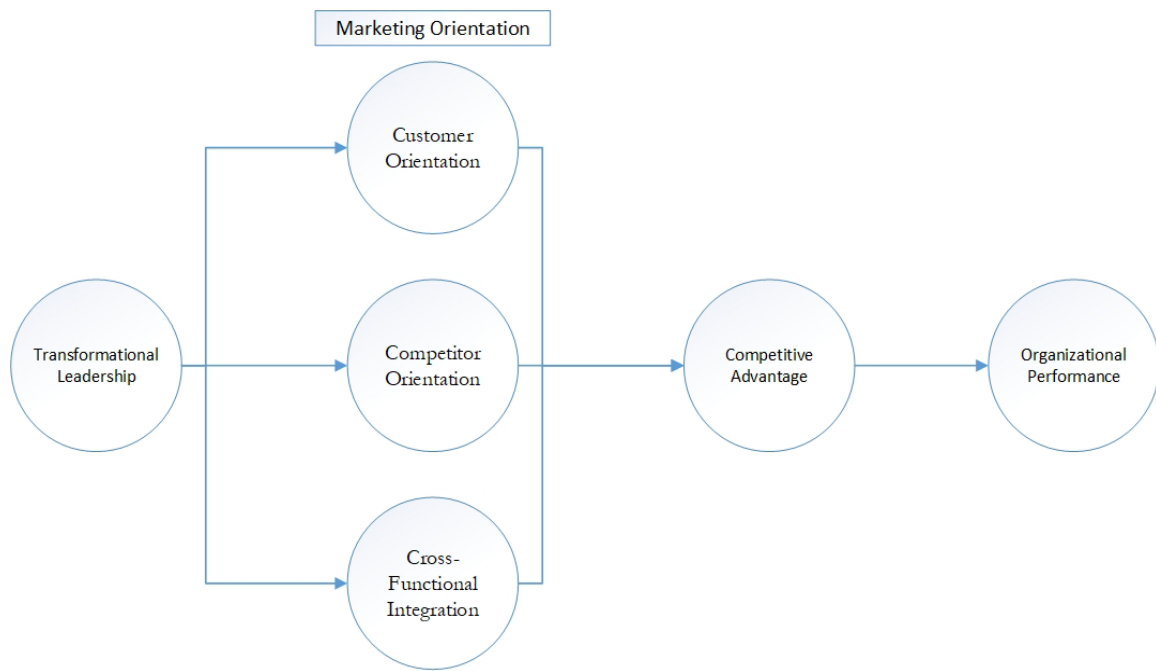 Marketing Orientation
Customer
Orientation
Transformational
Leadership
Competitor
Orientation
Competitive
Advantage
Organizational
Performance
Cross-
Functional
Integration